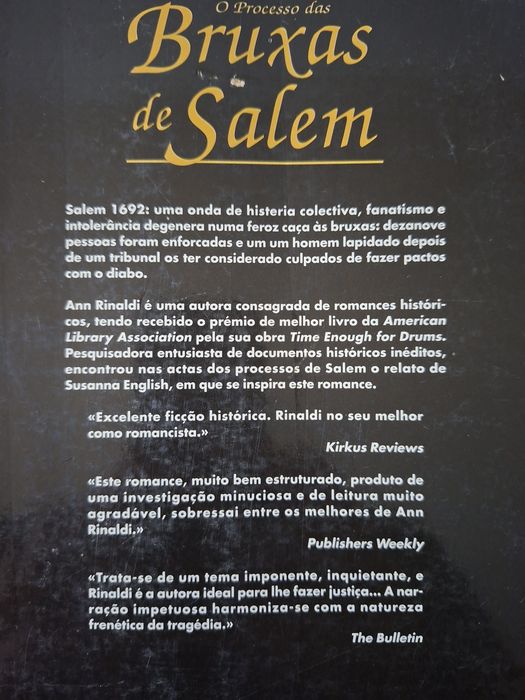 O Processo das
Bruxas
de Salem
Salem 1692: uma onda de histeria colectiva, fanatismo e
intolerância degenera numa feroz caça às bruxas: dezanove
pessoas foram enforcadas e um um homem lapidado depois
de um tribunal os ter considerado culpados de fazer pactos
com o diabo.
Ann Rinaldi é uma autora consagrada de romances históri-
cos, tendo recebido o prémio de melhor livro da American
Library Association pela sua obra Time Enough for Drums.
Pesquisadora entusiasta de documentos históricos inéditos,
encontrou nas actas dos processos de Salem o relato de
Susanna English, em que se inspira este romance.
«Excelente ficção histórica. Rinaldi no seu melhor
como romancista.»
Kirkus Reviews
«Este romance, muito bem estruturado, produto de
uma investigação minuciosa e de leitura muito
agradável, sobressai entre os melhores de Ann
Rinaldi.»
Publishers Weekly
«Trata-se de um tema imponente, inquietante, e
Rinaldi é a autora ideal para lhe fazer justiça... A nar-
ração impetuosa harmoniza-se com a natureza
frenética da tragédia.»
The Bulletin